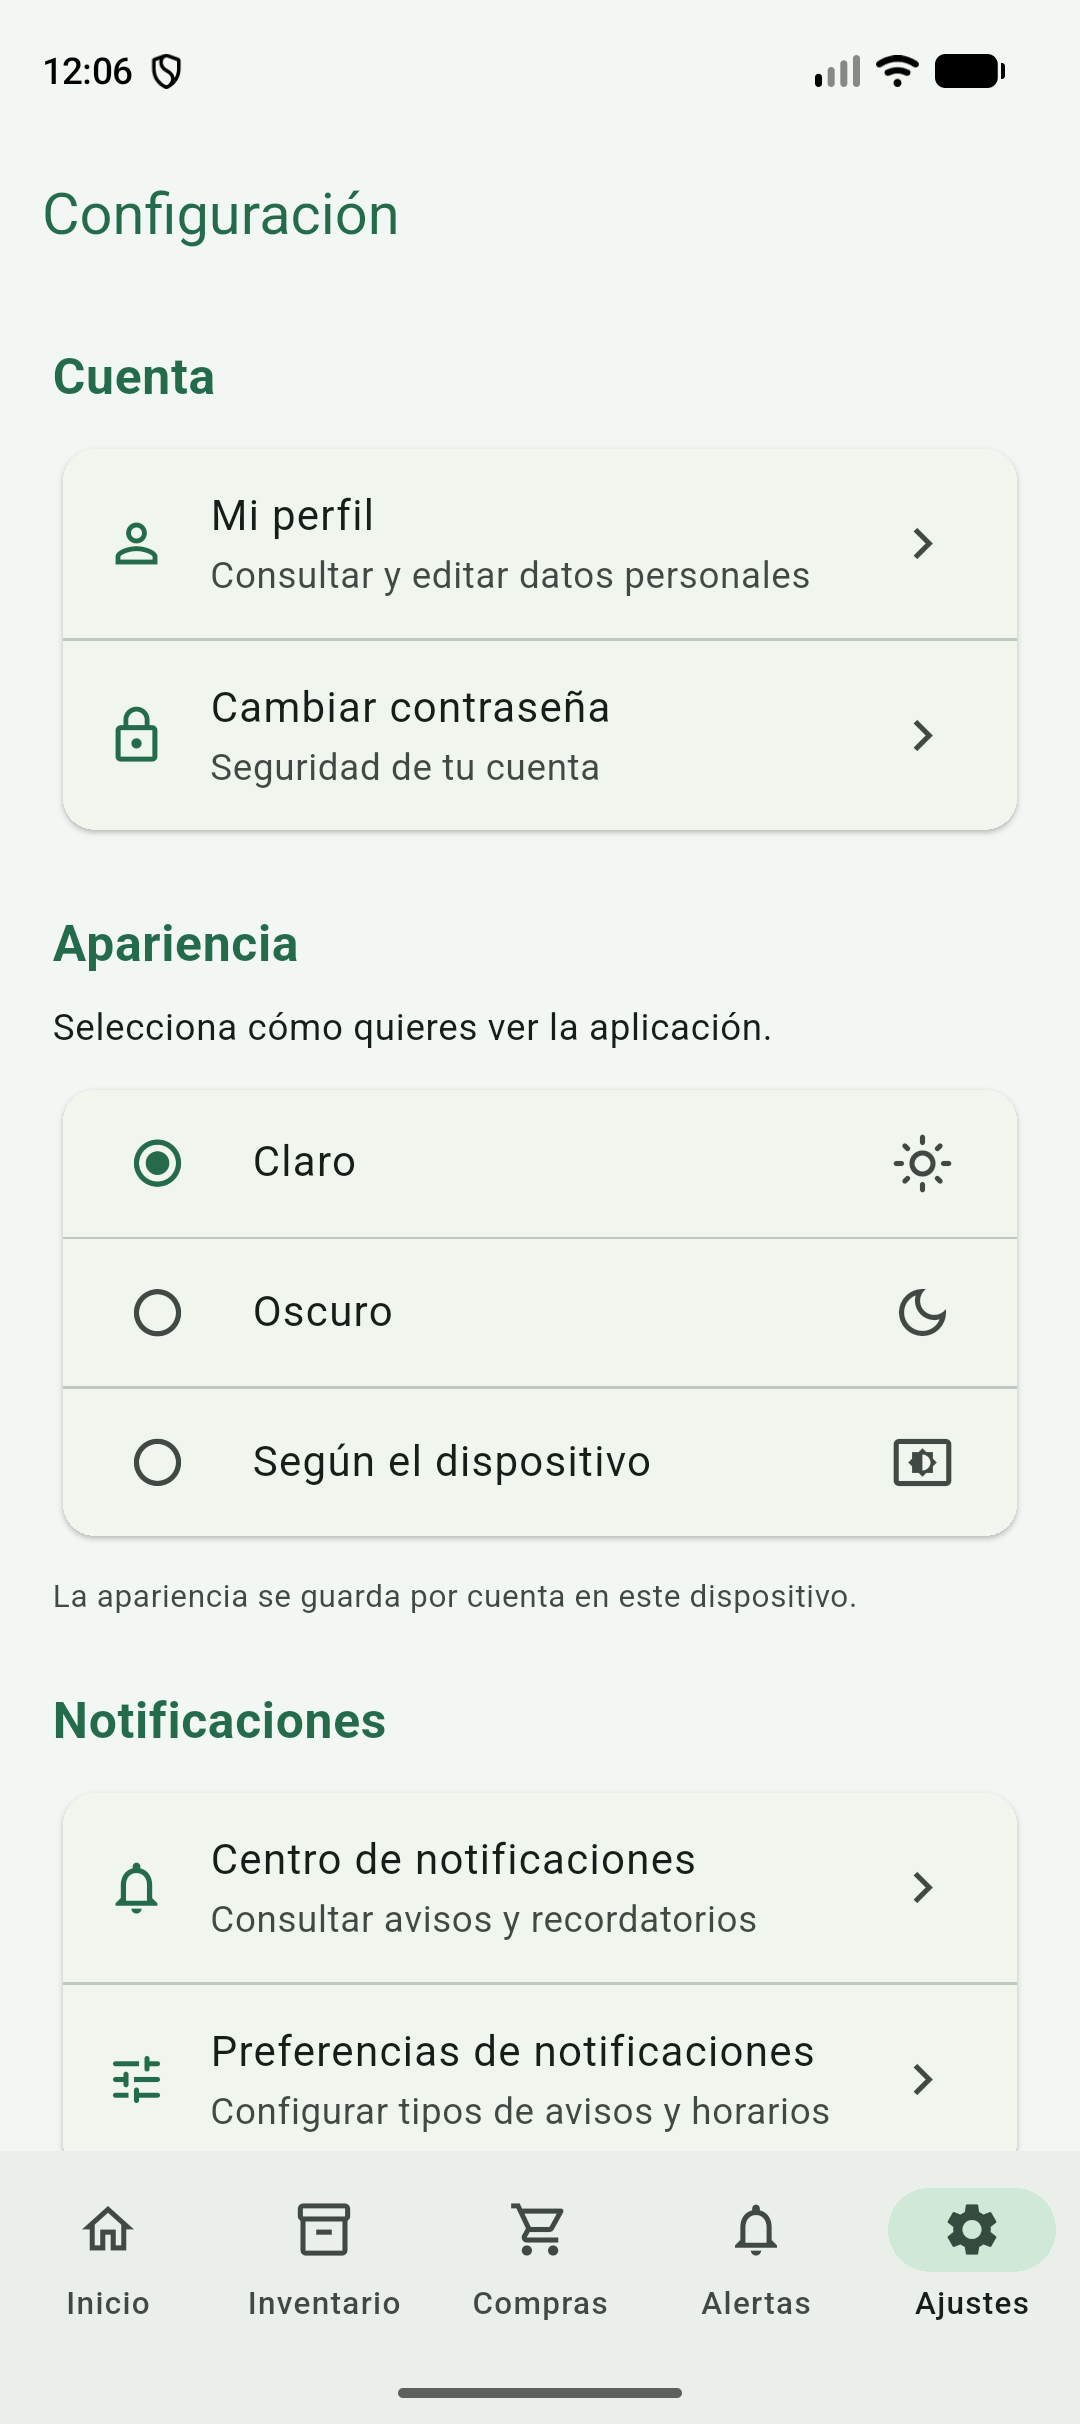 12:06
Configuración
Cuenta
Mi perfil
Consultar y editar datos personales
Cambiar contraseña
Seguridad de tu cuenta
Apariencia
Selecciona cómo quieres ver la aplicación.
Claro
Oscuro
Según el dispositivo
La apariencia se guarda por cuenta en este dispositivo.
Notificaciones
Centro de notificaciones
Consultar avisos y recordatorios
Preferencias de notificaciones
Configurar tipos de avisos y horarios
Inicio
Inventario
Compras
Alertas
Ajustes